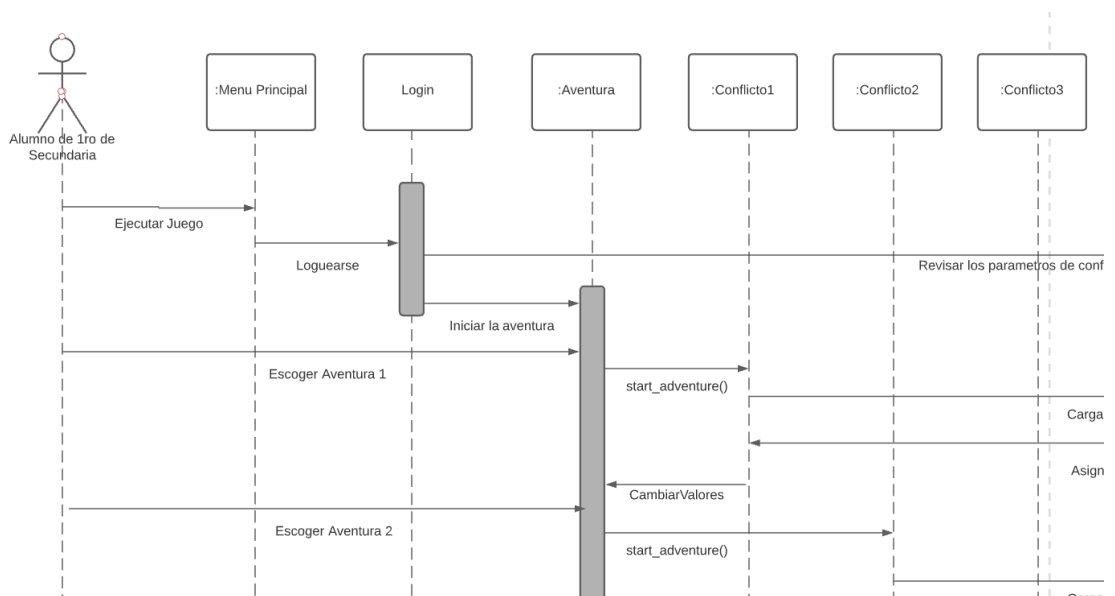 :Menu Principal
Login
:Aventura
:Conflicto1
:Conflicto2
:Conflicto3
Alumno de 1ro de
Secundaria
Ejecutar Juego
Loguearse
Revisar los parametros de conf
Iniciar la aventura
Escoger Aventura 1
start_adventure()
Carga
Asign
CambiarValores
Escoger Aventura 2
start_adventure()